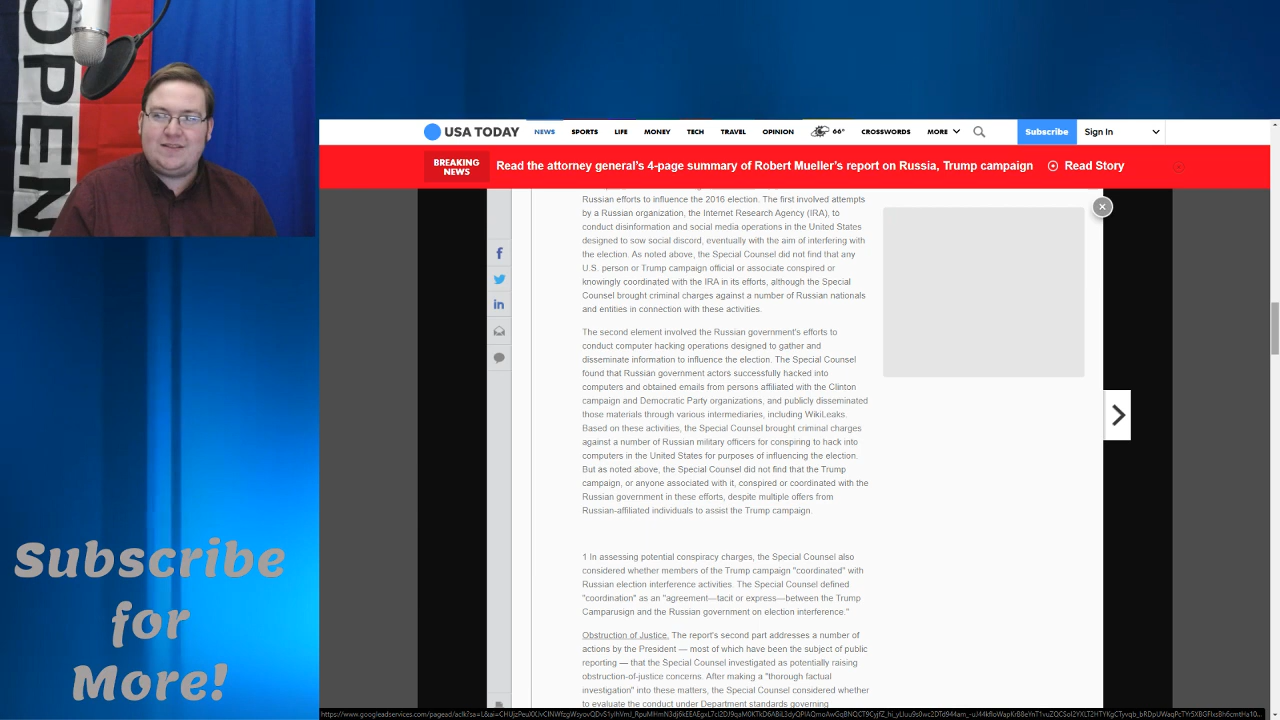 OPEN
USA TODAY NEWS SPORTS LIFE MONEY TECH TRAVEL OPINION 66° CROSSWORDS MORE Subscribe Sign In
BREAKING NEWS Read the attorney general's 4-page summary of Robert Mueller's report on Russia, Trump campaign Read Story
Russian efforts to influence the 2016 election. The first involved attempts
by a Russian organization, the Internet Research Agency (IRA), to
conduct disinformation and social media operations in the United States
designed to sow social discord, eventually with the aim of interfering with
the election. As noted above, the Special Counsel did not find that any
U.S. person or Trump campaign official or associate conspired or
knowingly coordinated with the IRA in its efforts, although the Special
Counsel brought criminal charges against a number of Russian nationals
and entities in connection with these activities.
The second element involved the Russian government's efforts to
conduct computer hacking operations designed to gather and
disseminate information to influence the election. The Special Counsel
found that Russian government actors successfully hacked into
computers and obtained emails from persons affiliated with the Clinton
campaign and Democratic Party organizations, and publicly disseminated
those materials through various intermediaries, including WikiLeaks.
Based on these activities, the Special Counsel brought criminal charges
against a number of Russian military officers for conspiring to hack into
computers in the United States for purposes of influencing the election.
But as noted above, the Special Counsel did not find that the Trump
campaign, or anyone associated with it, conspired or coordinated with the
Russian government in these efforts, despite multiple offers from
Russian-affiliated individuals to assist the Trump campaign.
1 In assessing potential conspiracy charges, the Special Counsel also
considered whether members of the Trump campaign "coordinated" with
Russian election interference activities. The Special Counsel defined
"coordination" as an "agreement—tacit or express—between the Trump
Camparusign and the Russian government on election interference."
Obstruction of Justice. The report's second part addresses a number of
actions by the President — most of which have been the subject of public
reporting — that the Special Counsel investigated as potentially raising
obstruction-of-justice concerns. After making a "thorough factual
investigation" into these matters, the Special Counsel considered whether
to evaluate the conduct under Department standards governing
Subscribe
for
More!